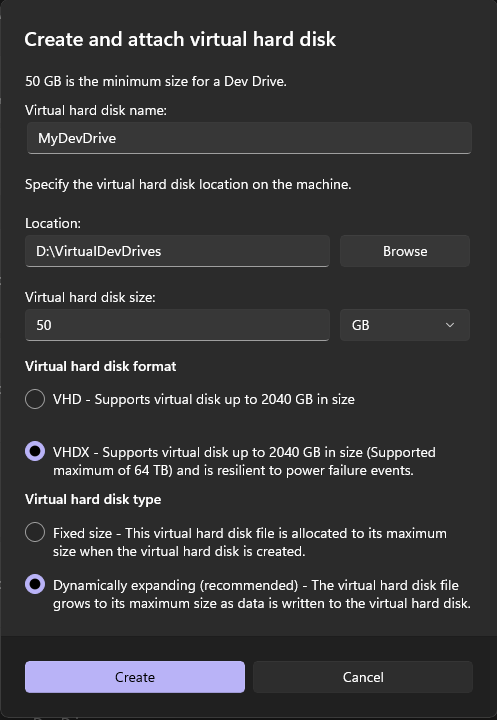 Create and attach virtual hard disk
50 GB is the minimum size for a Dev Drive.
Virtual hard disk name:
MyDevDrive
Specify the virtual hard disk location on the machine.
Location:
D:\VirtualDevDrives
Browse
Virtual hard disk size:
50
GB
Virtual hard disk format
VHD - Supports virtual disk up to 2040 GB in size
VHDX - Supports virtual disk up to 2040 GB in size (Supported
maximum of 64 TB) and is resilient to power failure events.
Virtual hard disk type
Fixed size - This virtual hard disk file is allocated to its maximum
size when the virtual hard disk is created.
Dynamically expanding (recommended) - The virtual hard disk file
grows to its maximum size as data is written to the virtual hard disk.
Create
Cancel